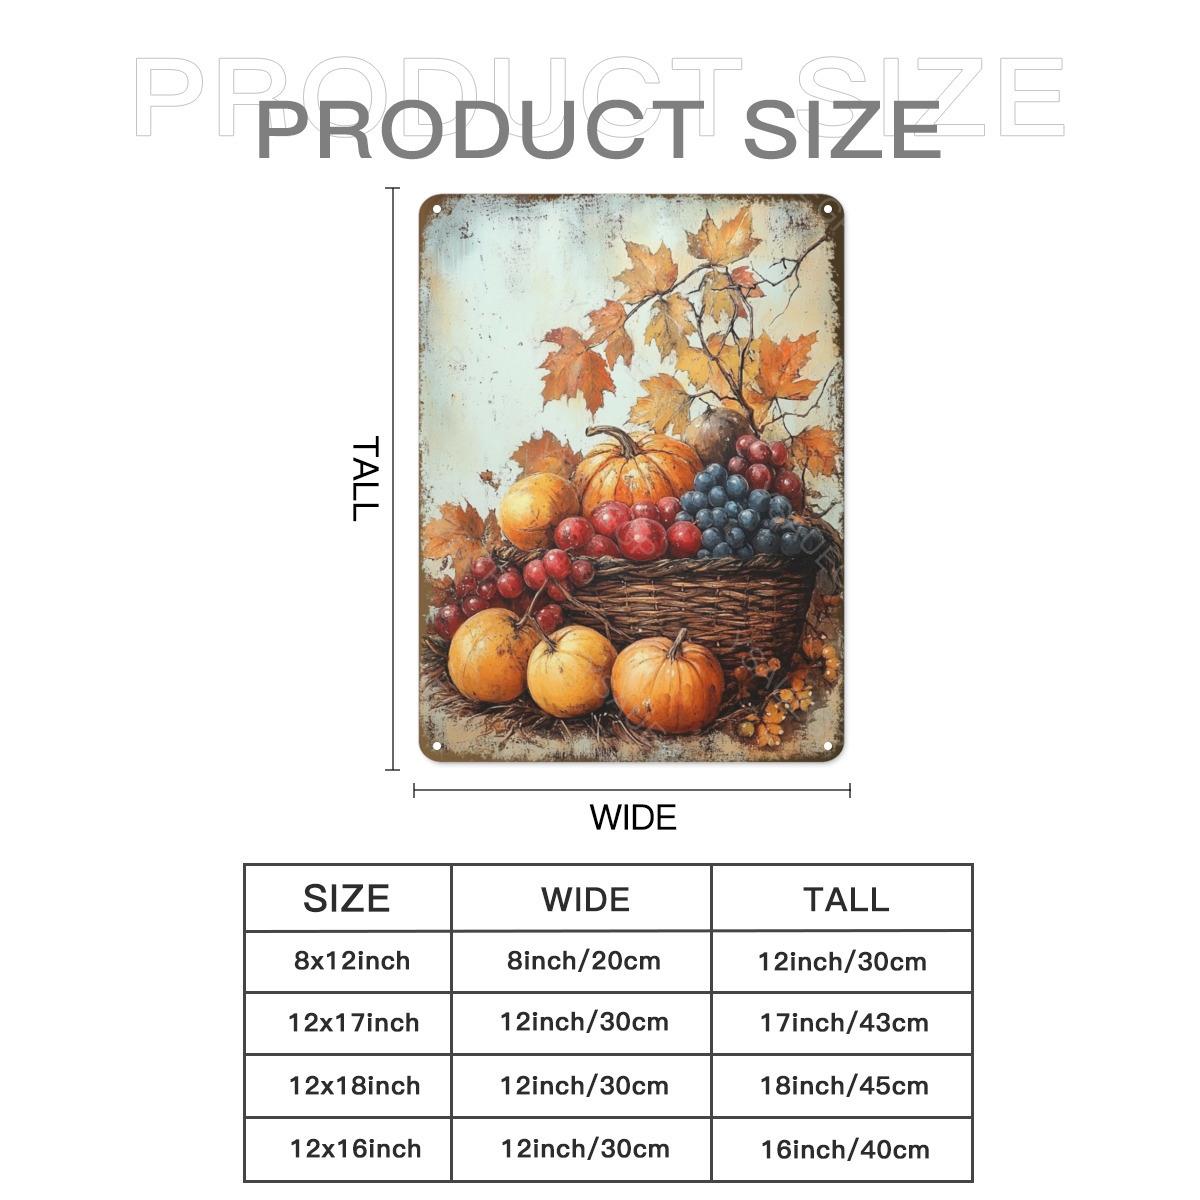 PRODUCT SIZE
PRODUCT SIZE
TALL
WIDE
SIZE WIDE TALL
8x12inch 8inch/20cm 12inch/30cm
12x17inch 12inch/30cm 17inch/43cm
12x18inch 12inch/30cm 18inch/45cm
12x16inch 12inch/30cm 16inch/40cm